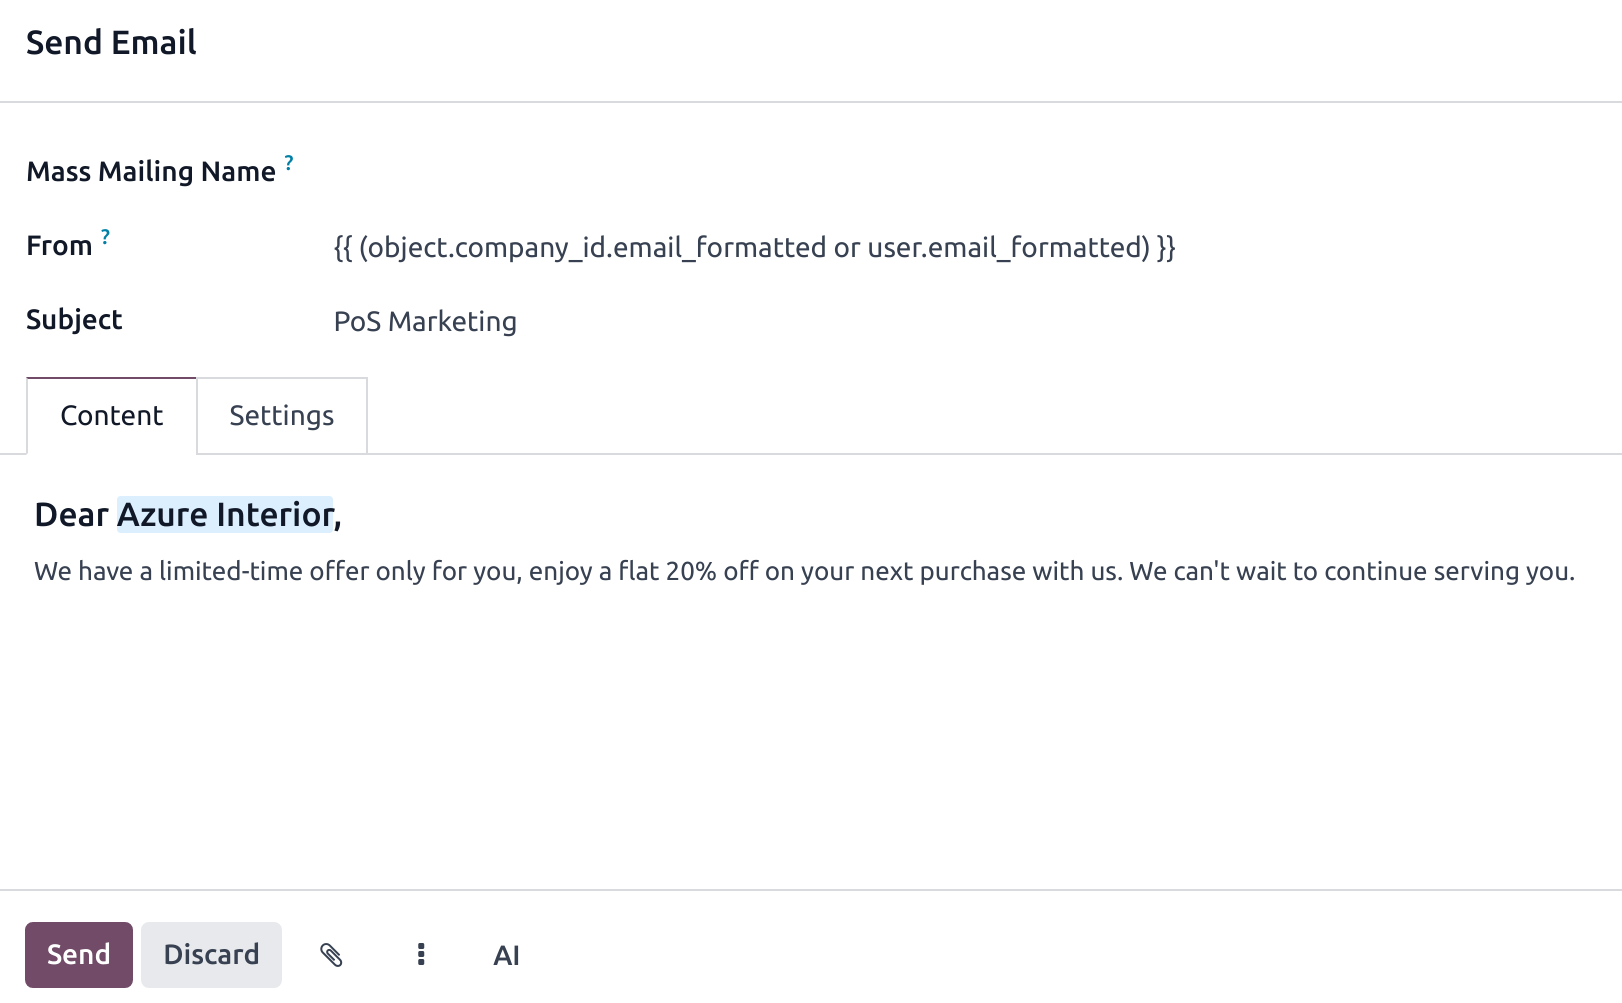 Send Email
Mass Mailing Name ?
From ? {{ (object.company_id.email_formatted or user.email_formatted) }}
Subject PoS Marketing
Content Settings
Dear Azure Interior,
We have a limited-time offer only for you, enjoy a flat 20% off on your next purchase with us. We can't wait to continue serving you.
Send Discard AI